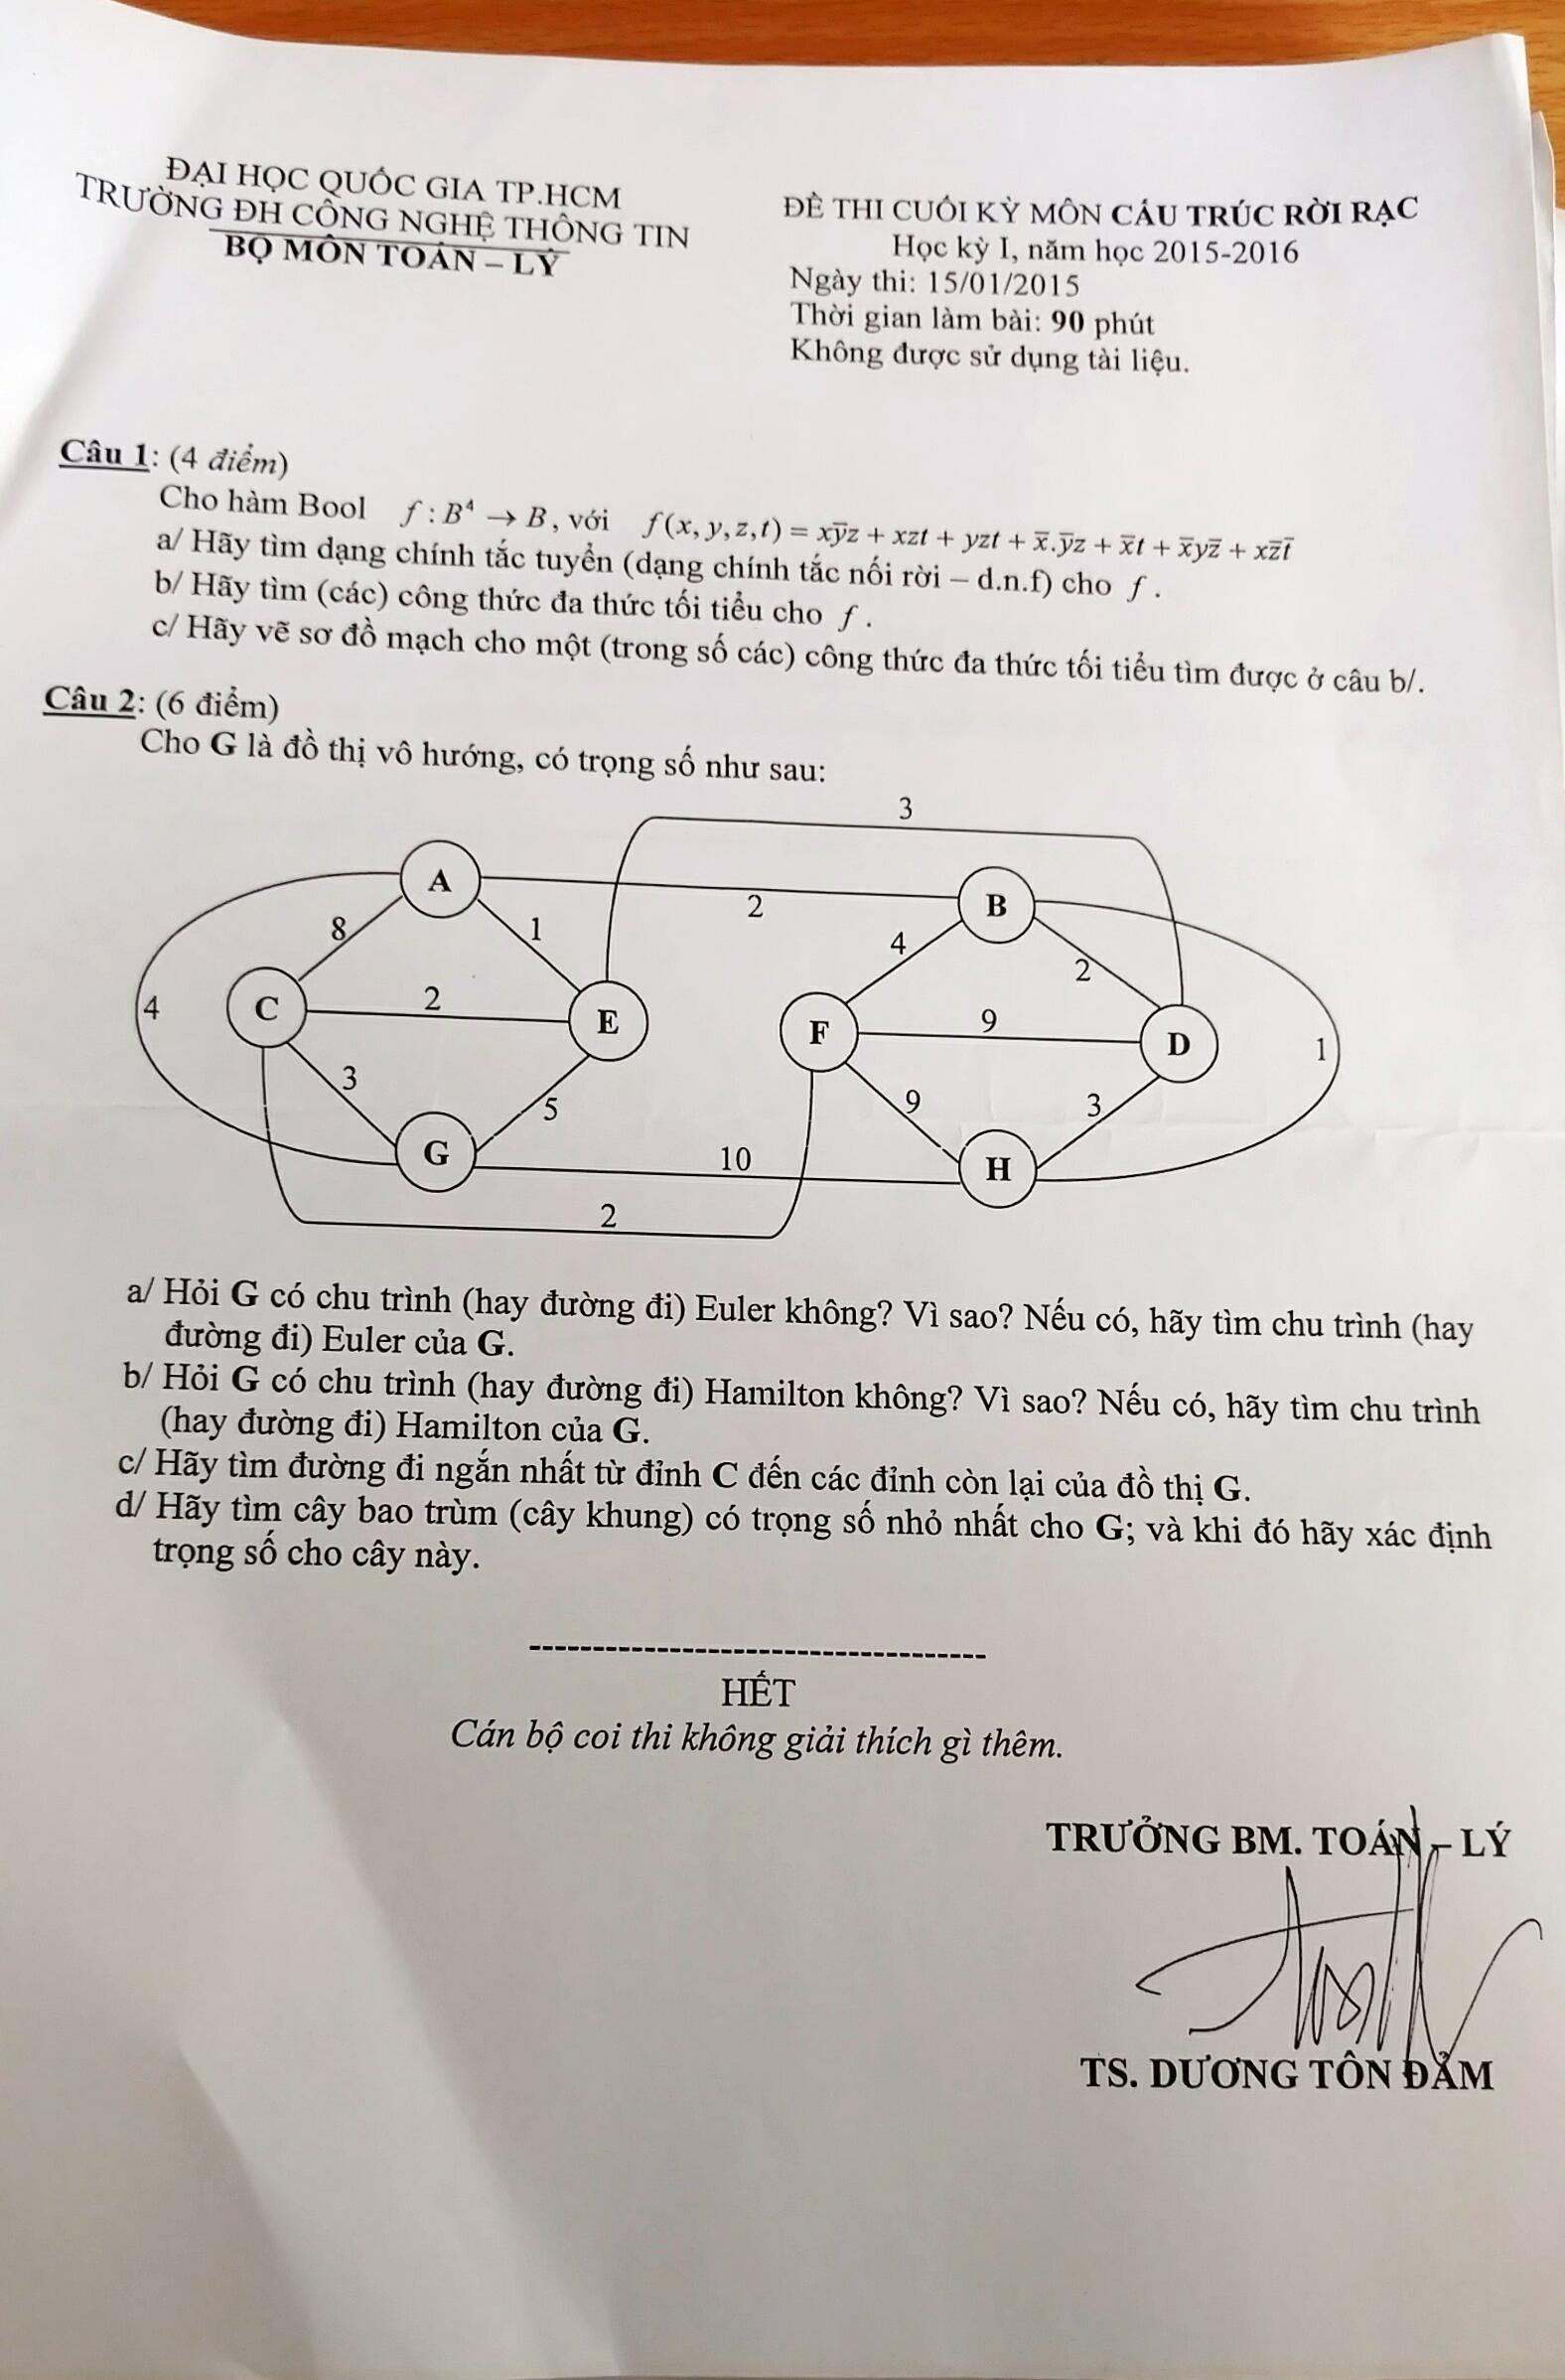 ĐẠI HỌC QUỐC GIA TP.HCM
TRƯỜNG ĐH CÔNG NGHỆ THÔNG TIN
BỘ MÔN TOÁN – LÝ
ĐỀ THI CUỐI KỲ MÔN CẤU TRÚC RỜI RẠC
Học kỳ I, năm học 2015-2016
Ngày thi: 15/01/2015
Thời gian làm bài: 90 phút
Không được sử dụng tài liệu.
Câu 1: (4 điểm)
Cho hàm Bool f : B⁴ → B, với f(x, y, z, t) = xy̅z + xzt + yzt + x̅.y̅z + x̅t + x̅yz̅ + xz̅t̅
a/ Hãy tìm dạng chính tắc tuyển (dạng chính tắc nối rời – d.n.f) cho f .
b/ Hãy tìm (các) công thức đa thức tối tiểu cho f .
c/ Hãy vẽ sơ đồ mạch cho một (trong số các) công thức đa thức tối tiểu tìm được ở câu b/.
Câu 2: (6 điểm)
Cho G là đồ thị vô hướng, có trọng số như sau:
3
A
B
2
8
1
4
2
4
C
2
E
F
9
D
1
3
5
9
3
G
10
H
2
a/ Hỏi G có chu trình (hay đường đi) Euler không? Vì sao? Nếu có, hãy tìm chu trình (hay
đường đi) Euler của G.
b/ Hỏi G có chu trình (hay đường đi) Hamilton không? Vì sao? Nếu có, hãy tìm chu trình
(hay đường đi) Hamilton của G.
c/ Hãy tìm đường đi ngắn nhất từ đỉnh C đến các đỉnh còn lại của đồ thị G.
d/ Hãy tìm cây bao trùm (cây khung) có trọng số nhỏ nhất cho G; và khi đó hãy xác định
trọng số cho cây này.
------------------------------------
HẾT
Cán bộ coi thi không giải thích gì thêm.
TRƯỞNG BM. TOÁN – LÝ
TS. DƯƠNG TÔN ĐẢM